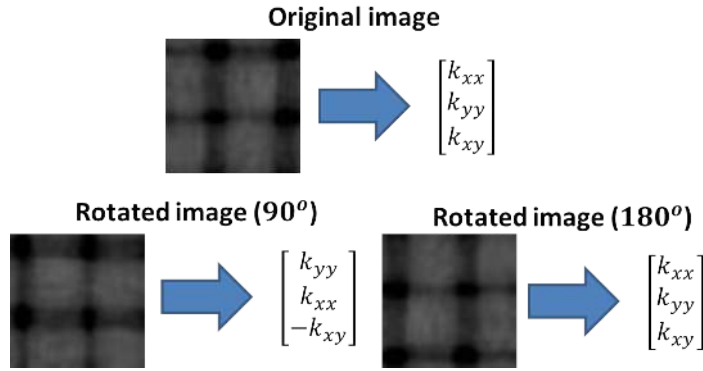 Original image
k_xx
k_yy
k_xy
Rotated image (90°)
Rotated image (180°)
k_yy
k_xx
−k_xy
k_xx
k_yy
k_xy